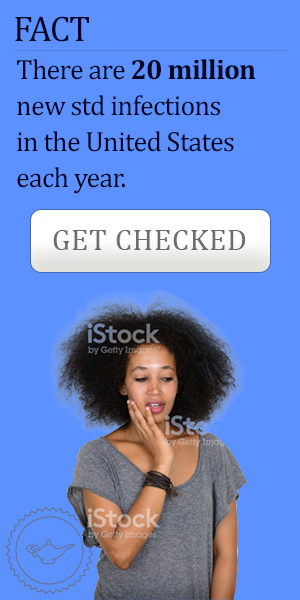 FACT
There are 20 million
new std infections
in the United States
each year.
GET CHECKED
iStock
by Getty Images
iStock
by Getty Images
iStock
by Getty Images